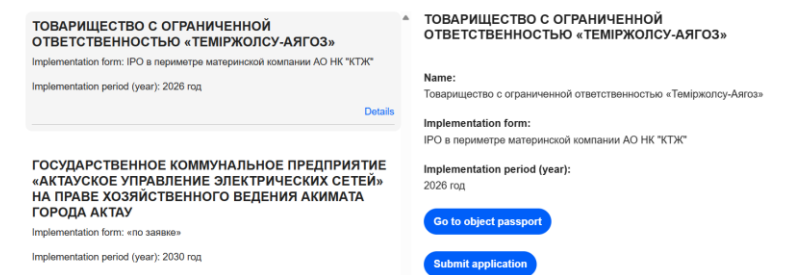 ТОВАРИЩЕСТВО С ОГРАНИЧЕННОЙ
ОТВЕТСТВЕННОСТЬЮ «ТЕМІРЖОЛСУ-АЯГОЗ»
Implementation form: IPO в периметре материнской компании АО НК "КТЖ"
Implementation period (year): 2026 год
Details
ГОСУДАРСТВЕННОЕ КОММУНАЛЬНОЕ ПРЕДПРИЯТИЕ
«АКТАУСКОЕ УПРАВЛЕНИЕ ЭЛЕКТРИЧЕСКИХ СЕТЕЙ»
НА ПРАВЕ ХОЗЯЙСТВЕННОГО ВЕДЕНИЯ АКИМАТА
ГОРОДА АКТАУ
Implementation form: «по заявке»
Implementation period (year): 2030 год
ТОВАРИЩЕСТВО С ОГРАНИЧЕННОЙ
ОТВЕТСТВЕННОСТЬЮ «ТЕМІРЖОЛСУ-АЯГОЗ»
Name:
Товарищество с ограниченной ответственностью «Теміржолсу-Аягоз»
Implementation form:
IPO в периметре материнской компании АО НК "КТЖ"
Implementation period (year):
2026 год
Go to object passport
Submit application